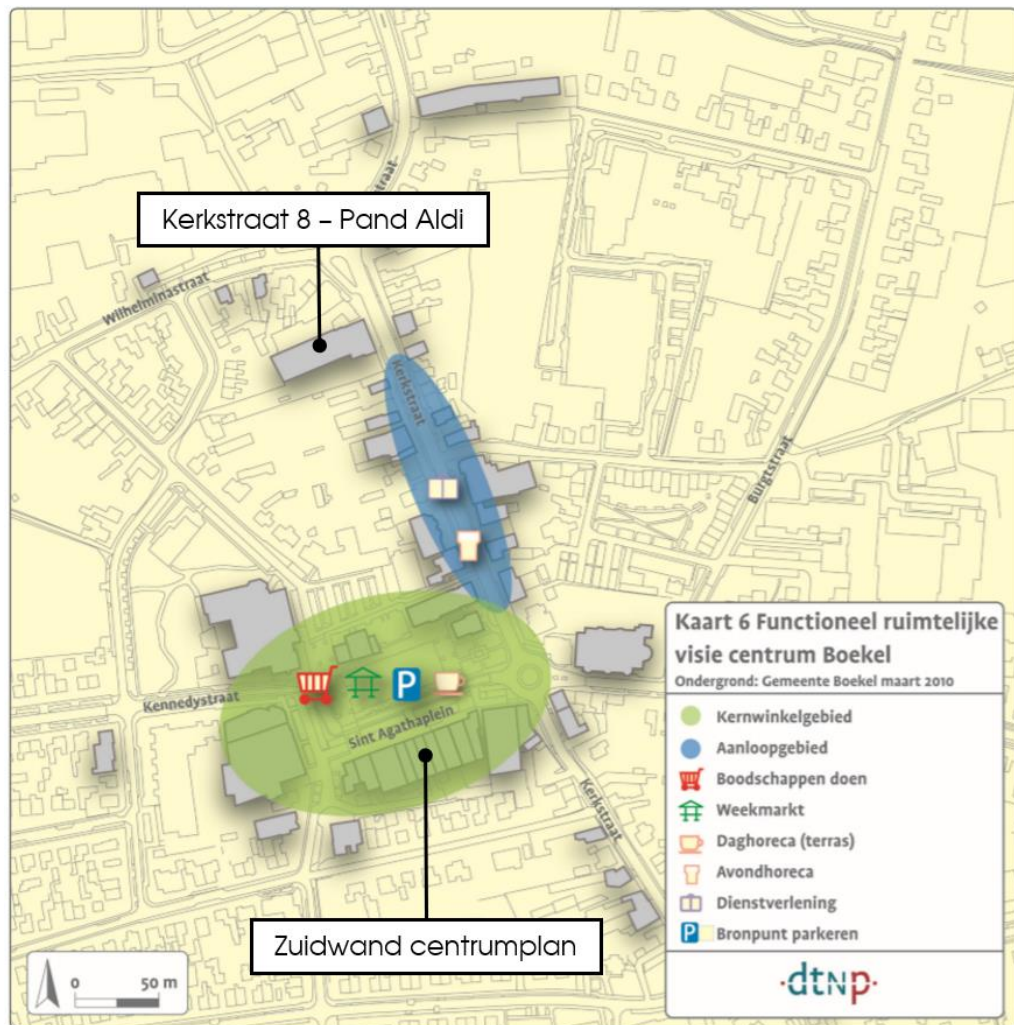 straat
Kerkstraat 8 – Pand Aldi
Wilhelminastraat
Kerkstraat
Burgtstraat
Kennedystraat
P
Sint Agathaplein
Kerkstraat
Zuidwand centrumplan
0 50 m
Kaart 6 Functioneel ruimtelijke
visie centrum Boekel
Ondergrond: Gemeente Boekel maart 2010
Kernwinkelgebied
Aanloopgebied
Boodschappen doen
Weekmarkt
Daghoreca (terras)
Avondhoreca
Dienstverlening
P Bronpunt parkeren
·dtNp·